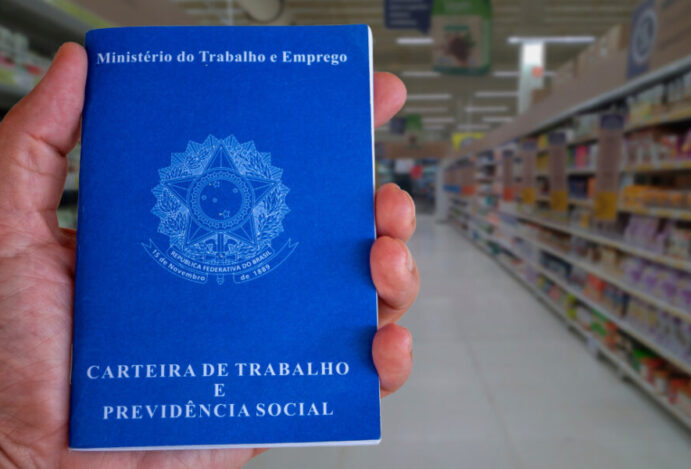 Ministério do Trabalho e Emprego
REPÚBLICA FEDERATIVA DO BRASIL
15 de Novembro de 1889
CARTEIRA DE TRABALHO
E
PREVIDÊNCIA SOCIAL